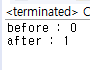 <terminated> C
before : 0
after : 1